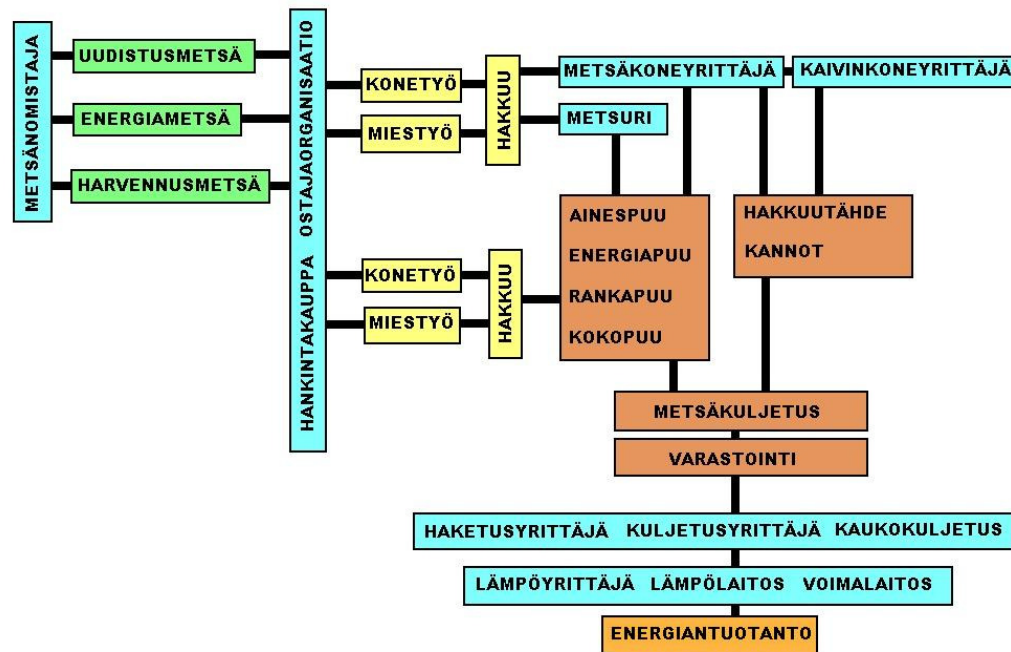 METSÄNOMISTAJA
UUDISTUSMETSÄ
ENERGIAMETSÄ
HARVENNUSMETSÄ
HANKINTAKAUPPA OSTAJAORGANISAATIO
KONETYÖ
MIESTYÖ
HAKKUU
METSÄKONEYRITTÄJÄ
KAIVINKONEYRITTÄJÄ
METSURI
KONETYÖ
MIESTYÖ
HAKKUU
AINESPUU
ENERGIAPUU
RANKAPUU
KOKOPUU
HAKKUUTÄHDE
KANNOT
METSÄKULJETUS
VARASTOINTI
HAKETUSYRITTÄJÄ KULJETUSYRITTÄJÄ KAUKOKULJETUS
LÄMPÖYRITTÄJÄ LÄMPÖLAITOS VOIMALAITOS
ENERGIANTUOTANTO